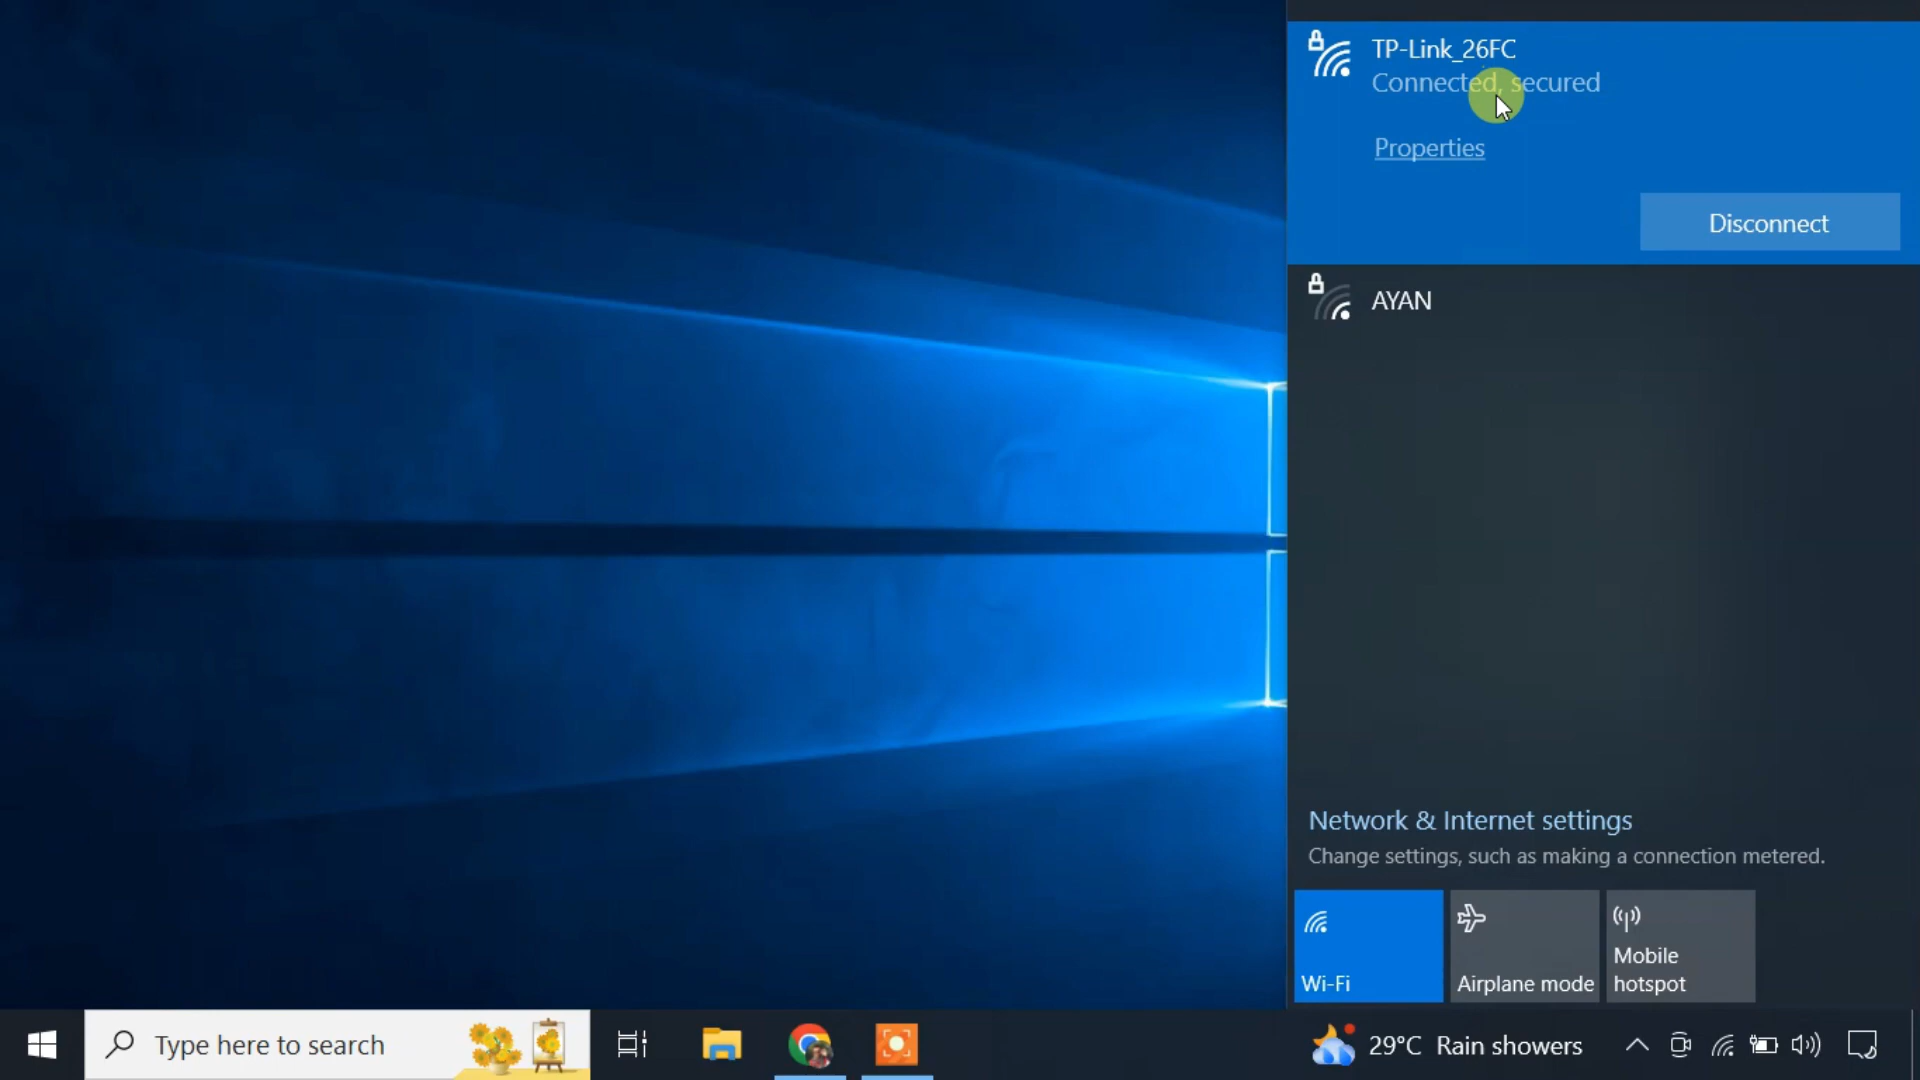 TP-Link_26FC
Connected, secured
Properties
Disconnect
AYAN
Network & Internet settings
Change settings, such as making a connection metered.
Wi-Fi
Airplane mode
Mobile
hotspot
Type here to search
29°C Rain showers